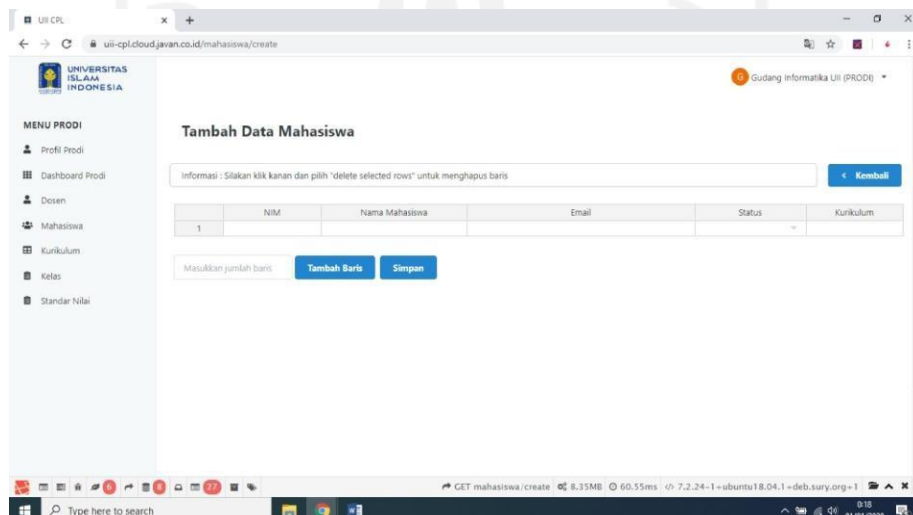 UII CPL
uii-cpl.cloud.javan.co.id/mahasiswa/create
UNIVERSITAS
ISLAM
INDONESIA
G Gudang Informatika UII (PRODI)
MENU PRODI
Profil Prodi
Dashboard Prodi
Dosen
Mahasiswa
Kurikulum
Kelas
Standar Nilai
Tambah Data Mahasiswa
Informasi : Silakan klik kanan dan pilih "delete selected rows" untuk menghapus baris
Kembali
NIM Nama Mahasiswa Email Status Kurikulum
1
Masukkan jumlah baris Tambah Baris Simpan
27 GET mahasiswa/create 8.35MB 60.55ms 7.2.24-1+ubuntu18.04.1+deb.sury.org+1
Type here to search
0:18